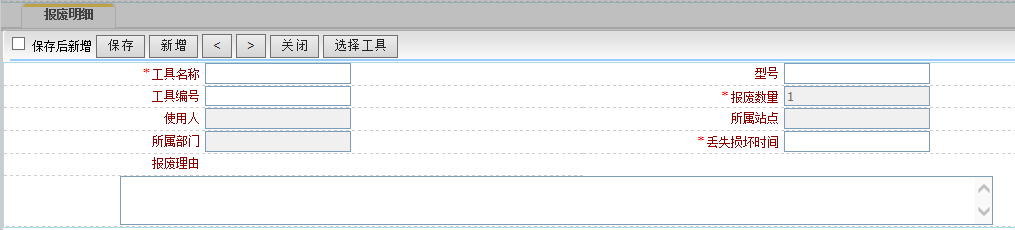 报废明细
保存后新增 保存 新增 < > 关闭 选择工具
*工具名称 型号
工具编号 *报废数量 1
使用人 所属站点
所属部门 *丢失损坏时间
报废理由